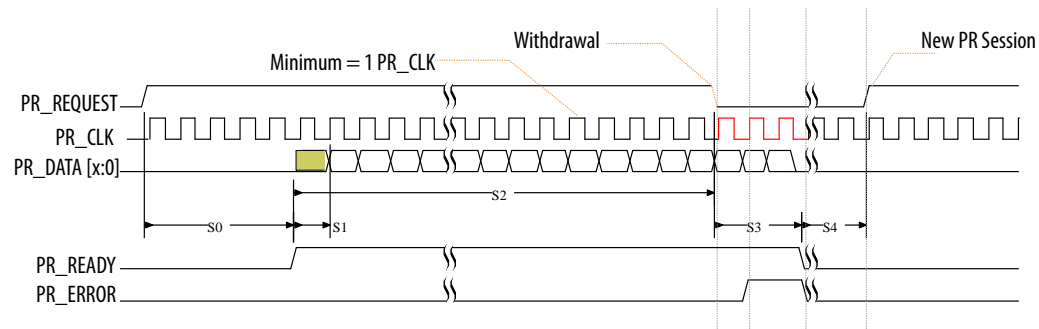 Withdrawal
New PR Session
Minimum = 1 PR_CLK
PR_REQUEST
PR_CLK
PR_DATA [x:0]
S2
S0
S1
S3
S4
PR_READY
PR_ERROR